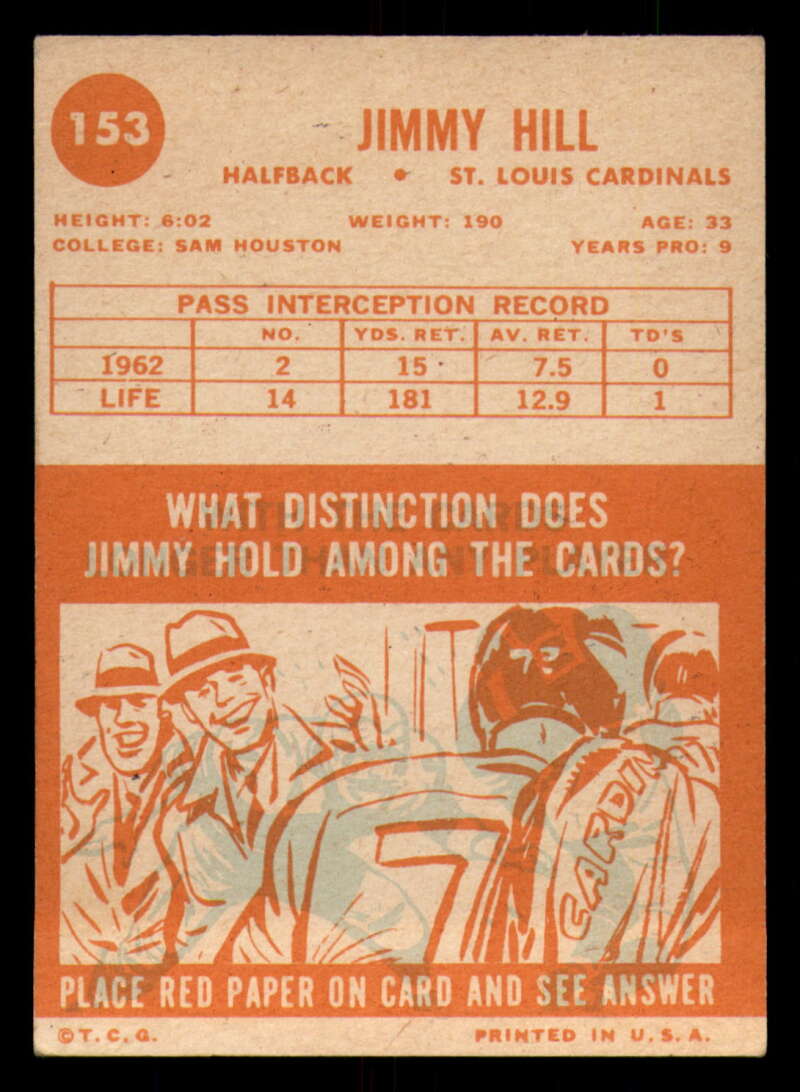 153
JIMMY HILL
HALFBACK • ST. LOUIS CARDINALS
HEIGHT: 6:02 WEIGHT: 190 AGE: 33
COLLEGE: SAM HOUSTON YEARS PRO: 9
PASS INTERCEPTION RECORD
NO. YDS. RET. AV. RET. TD'S
1962 2 15 7.5 0
LIFE 14 181 12.9 1
WHAT DISTINCTION DOES
JIMMY HOLD AMONG THE CARDS?
7
CARDIN
PLACE RED PAPER ON CARD AND SEE ANSWER
©T.C.G. PRINTED IN U.S.A.